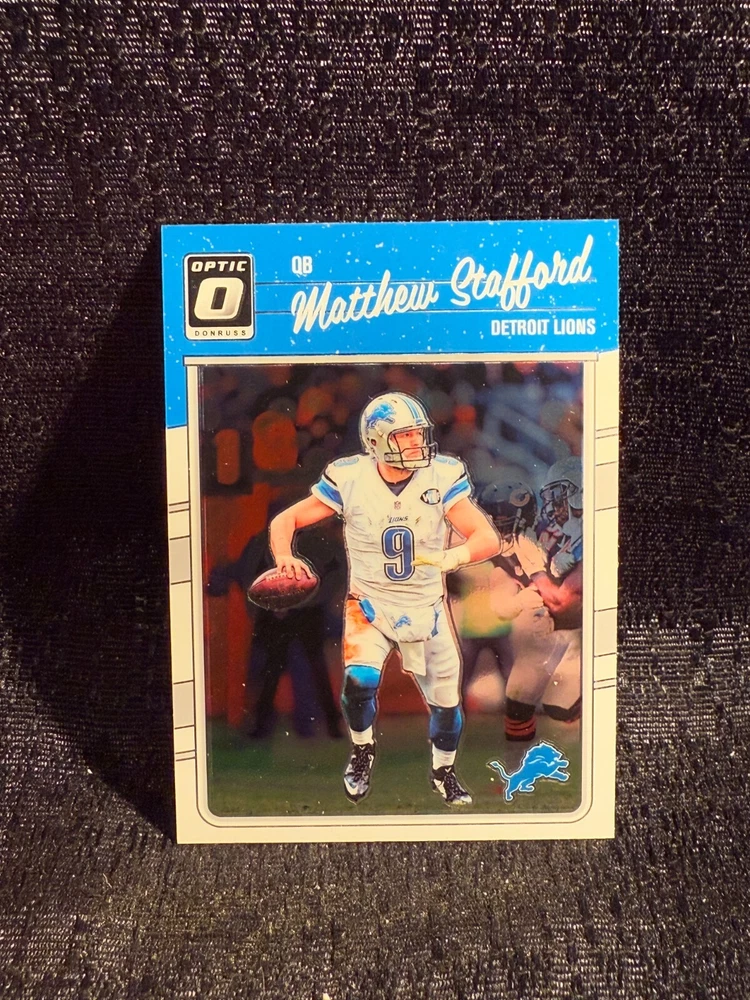 OPTIC
O
DONRUSS
QB
Matthew Stafford
DETROIT LIONS
LIONS
9